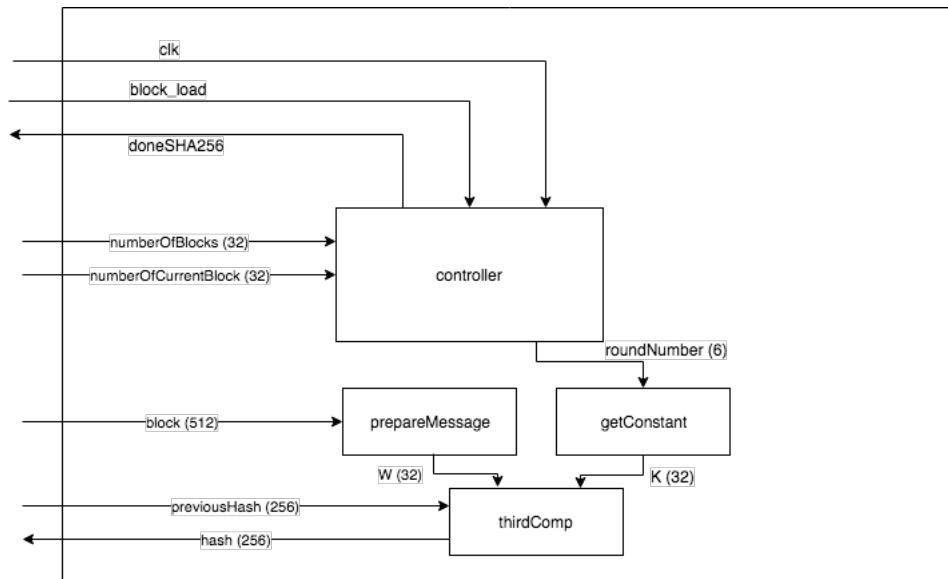 clk
block_load
doneSHA256
numberOfBlocks (32)
numberOfCurrentBlock (32)
controller
roundNumber (6)
block (512)
prepareMessage
getConstant
W (32)
K (32)
previousHash (256)
thirdComp
hash (256)